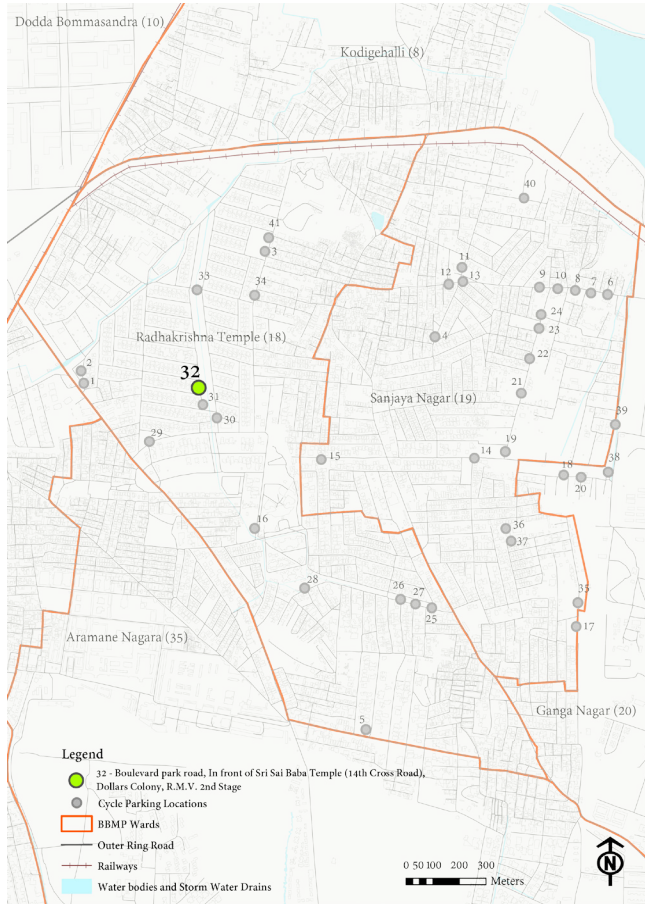 Dodda Bommasandra (10)
Kodigehalli (8)
40
41
3
11
12
13
33
34
9
10
8
7
6
24
23
Radhakrishna Temple (18)
4
22
2
1
32
21
Sanjaya Nagar (19)
31
30
39
29
19
15
14
18
20
38
16
36
37
28
26
27
25
35
17
Aramane Nagara (35)
Ganga Nagar (20)
5
Legend
32 - Boulevard park road, In front of Sri Sai Baba Temple (14th Cross Road),
Dollars Colony, R.M.V. 2nd Stage
Cycle Parking Locations
BBMP Wards
Outer Ring Road
Railways
Water bodies and Storm Water Drains
0 50 100 200 300
Meters
N